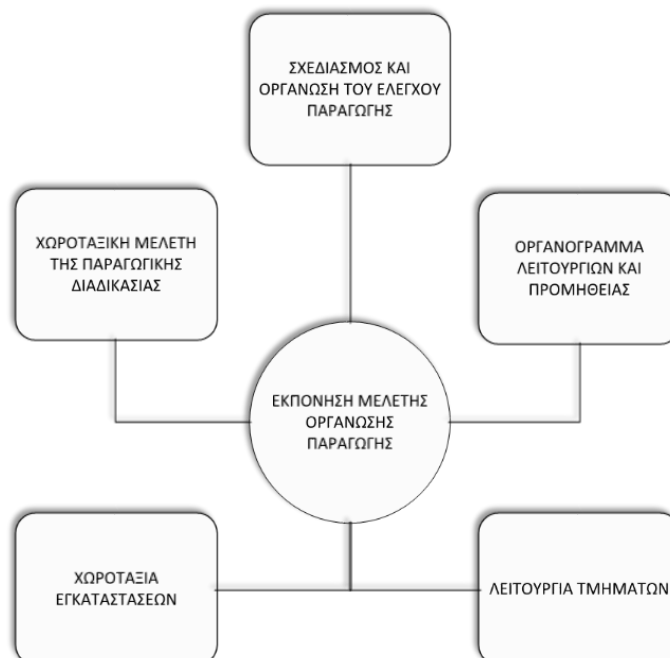 ΣΧΕΔΙΑΣΜΟΣ ΚΑΙ
ΟΡΓΑΝΩΣΗ ΤΟΥ ΕΛΕΓΧΟΥ
ΠΑΡΑΓΩΓΗΣ
ΧΩΡΟΤΑΞΙΚΗ ΜΕΛΕΤΗ
ΤΗΣ ΠΑΡΑΓΩΓΙΚΗΣ
ΔΙΑΔΙΚΑΣΙΑΣ
ΟΡΓΑΝΟΓΡΑΜΜΑ
ΛΕΙΤΟΥΡΓΙΩΝ ΚΑΙ
ΠΡΟΜΗΘΕΙΑΣ
ΕΚΠΟΝΗΣΗ ΜΕΛΕΤΗΣ
ΟΡΓΑΝΩΣΗΣ
ΠΑΡΑΓΩΓΗΣ
ΧΩΡΟΤΑΞΙΑ
ΕΓΚΑΤΑΣΤΑΣΕΩΝ
ΛΕΙΤΟΥΡΓΙΑ ΤΜΗΜΑΤΩΝ